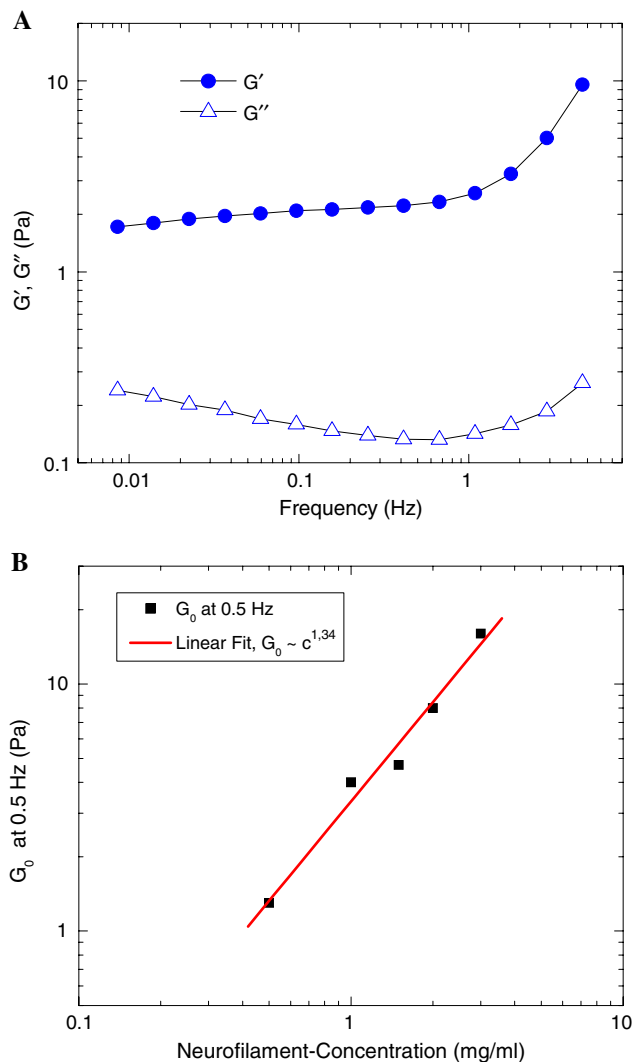 A
10
1
0.1
G′, G″ (Pa)
G′
G″
0.01
0.1
1
Frequency (Hz)
B
G₀ at 0.5 Hz
Linear Fit, G₀ ~ c¹,³⁴
10
1
G₀ at 0.5 Hz (Pa)
0.1
1
10
Neurofilament-Concentration (mg/ml)